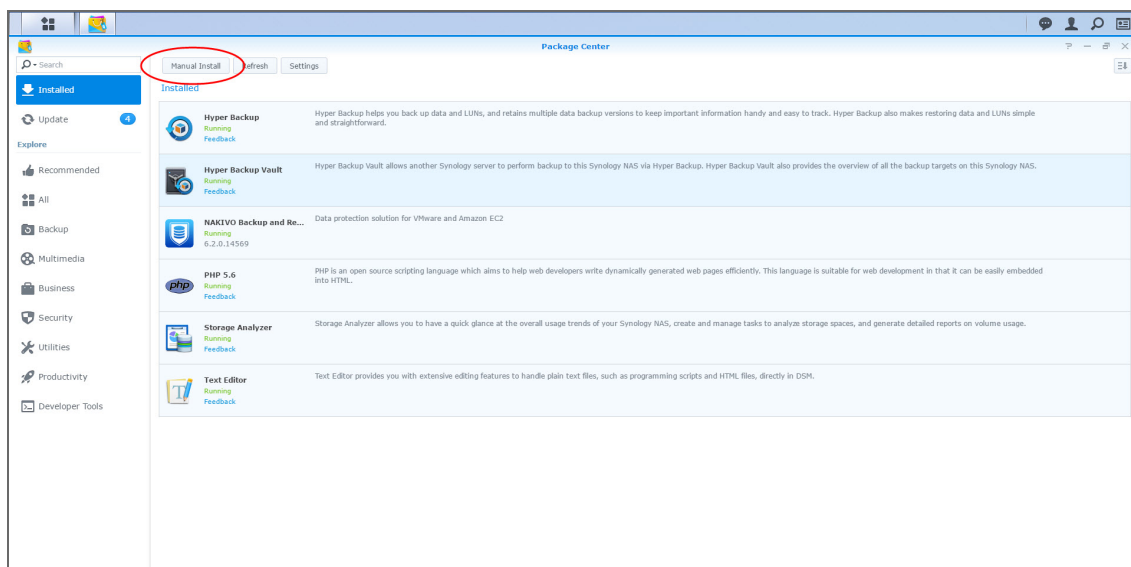 Package Center
Search
Manual Install
Refresh
Settings
Installed
Installed
Update
4
Explore
Recommended
All
Backup
Multimedia
Business
Security
Utilities
Productivity
Developer Tools
Hyper Backup
Running
Feedback
Hyper Backup helps you back up data and LUNs, and retains multiple data backup versions to keep important information handy and easy to track. Hyper Backup also makes restoring data and LUNs simple
and straightforward.
Hyper Backup Vault
Running
Feedback
Hyper Backup Vault allows another Synology server to perform backup to this Synology NAS via Hyper Backup. Hyper Backup Vault also provides the overview of all the backup targets on this Synology NAS.
NAKIVO Backup and Re...
Running
6.2.0.14569
Data protection solution for VMware and Amazon EC2
php
PHP 5.6
Running
Feedback
PHP is an open source scripting language which aims to help web developers write dynamically generated web pages efficiently. This language is suitable for web development in that it can be easily embedded
into HTML.
Storage Analyzer
Running
Feedback
Storage Analyzer allows you to have a quick glance at the overall usage trends of your Synology NAS, create and manage tasks to analyze storage spaces, and generate detailed reports on volume usage.
Text Editor
Running
Feedback
Text Editor provides you with extensive editing features to handle plain text files, such as programming scripts and HTML files, directly in DSM.